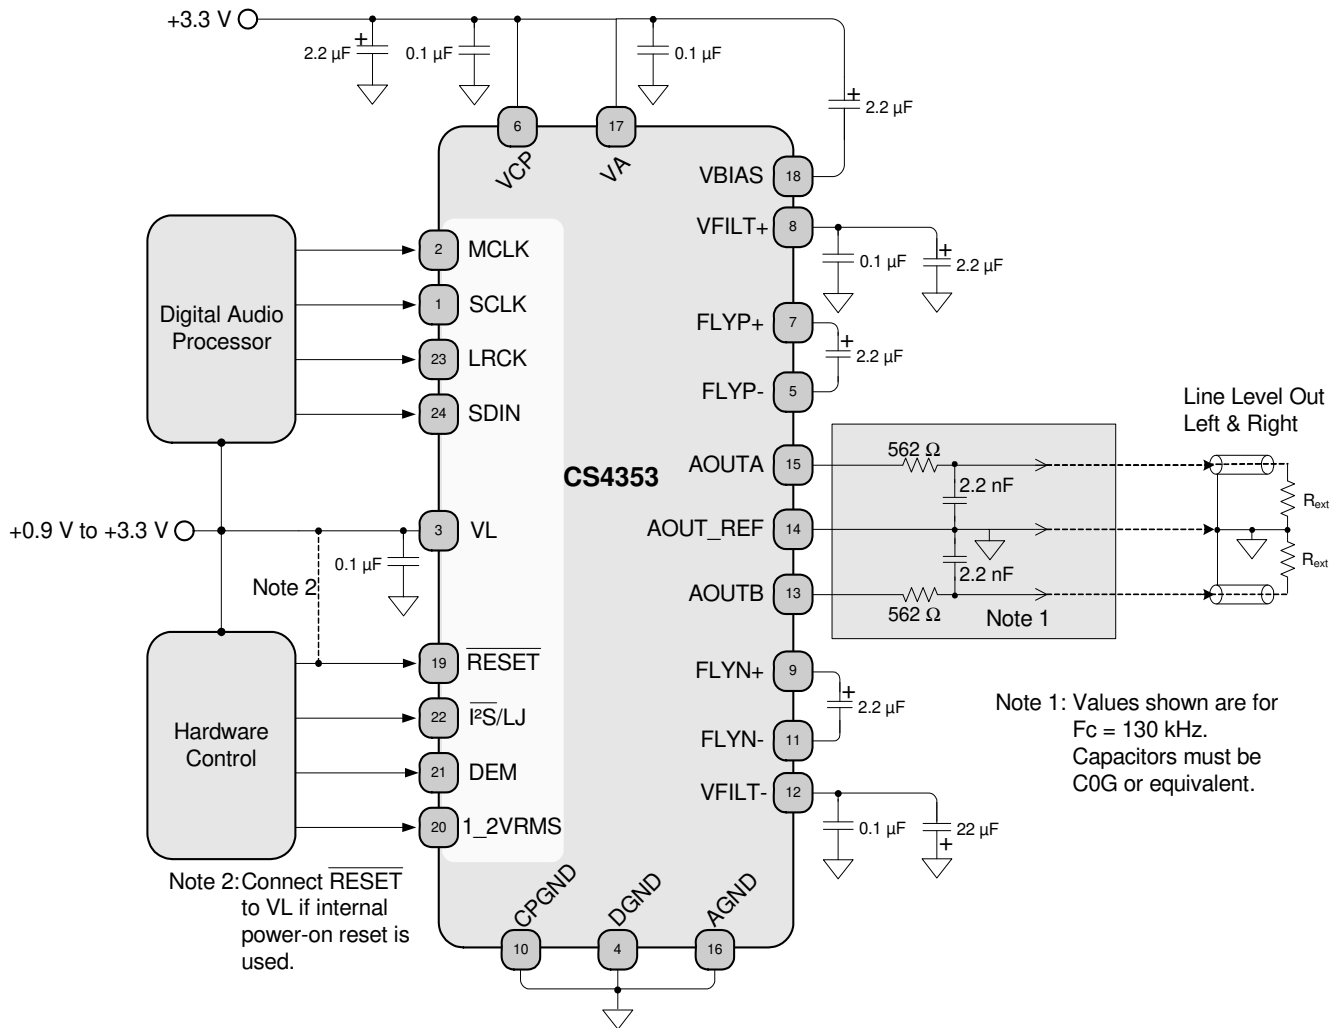 +3.3 V
2.2 µF
+
0.1 µF
0.1 µF
+
2.2 µF
6
17
VCP
VA
VBIAS
18
VFILT+
8
0.1 µF
+
2.2 µF
Digital Audio
Processor
2
MCLK
1
SCLK
23
LRCK
24
SDIN
FLYP+
7
+
2.2 µF
FLYP-
5
CS4353
Line Level Out
Left & Right
AOUTA
15
562 Ω
2.2 nF
AOUT_REF
14
2.2 nF
AOUTB
13
562 Ω
Note 1
Rext
Rext
+0.9 V to +3.3 V
3
VL
0.1 µF
Note 2
Hardware
Control
19
RESET
22
I²S/LJ
21
DEM
20
1_2VRMS
FLYN+
9
+
2.2 µF
FLYN-
11
VFILT-
12
0.1 µF
22 µF
+
Note 1: Values shown are for
Fc = 130 kHz.
Capacitors must be
C0G or equivalent.
Note 2: Connect RESET
to VL if internal
power-on reset is
used.
CPGND
DGND
AGND
10
4
16